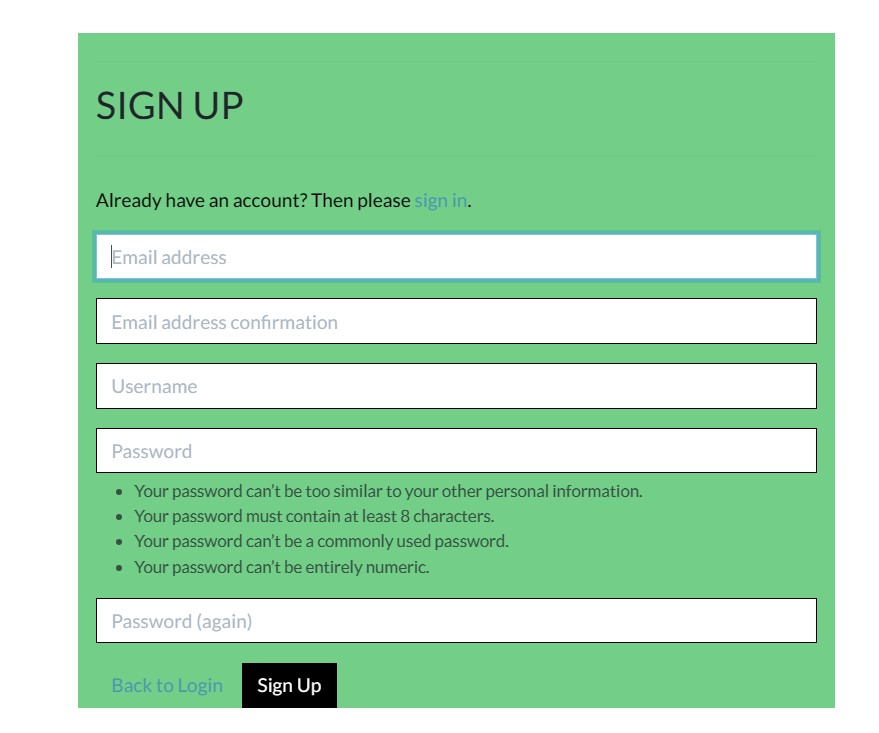 SIGN UP
Already have an account? Then please sign in.
Email address
Email address confirmation
Username
Password
• Your password can’t be too similar to your other personal information.
• Your password must contain at least 8 characters.
• Your password can’t be a commonly used password.
• Your password can’t be entirely numeric.
Password (again)
Back to Login Sign Up